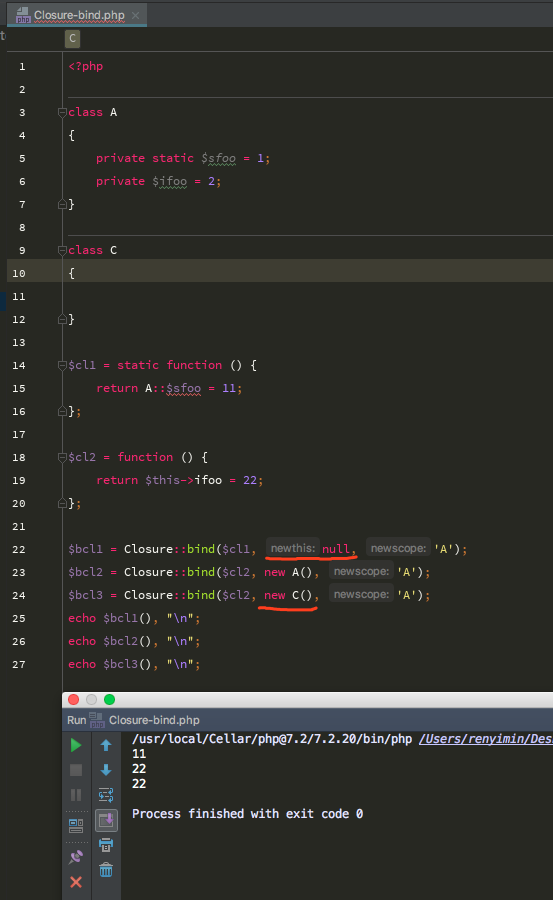 Closure-bind.php
C
1 <?php
2
3 class A
4 {
5     private static $sfoo = 1;
6     private $ifoo = 2;
7 }
8
9 class C
10 {
11
12 }
13
14 $cl1 = static function () {
15     return A::$sfoo = 11;
16 };
17
18 $cl2 = function () {
19     return $this->ifoo = 22;
20 };
21
22 $bcl1 = Closure::bind($cl1, newthis: null, newscope: 'A');
23 $bcl2 = Closure::bind($cl2, new A(), newscope: 'A');
24 $bcl3 = Closure::bind($cl2, new C(), newscope: 'A');
25 echo $bcl1(), "\n";
26 echo $bcl2(), "\n";
27 echo $bcl3(), "\n";
Run Closure-bind.php
/usr/local/Cellar/php@7.2/7.2.20/bin/php /Users/renyimin/Des
11
22
22
Process finished with exit code 0